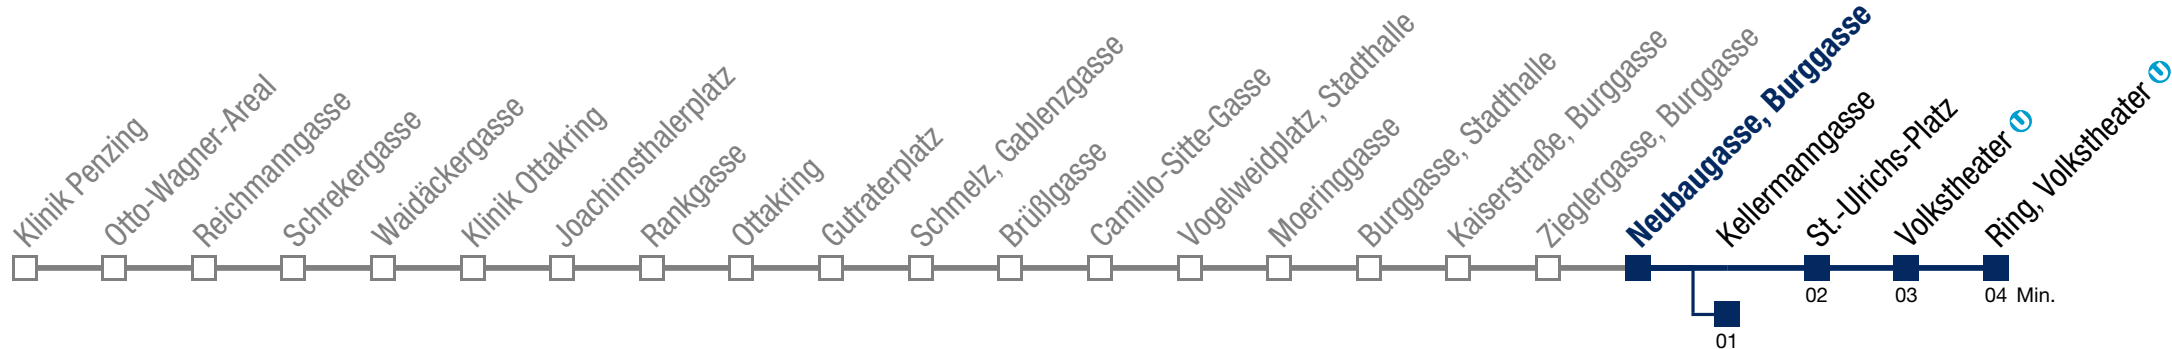 Klinik Penzing
Otto-Wagner-Areal
Reichmanngasse
Schrekergasse
Waidäckergasse
Klinik Ottakring
Joachimsthalerplatz
Rankgasse
Ottakring
Gutraterplatz
Schmelz, Gablenzgasse
Brüßlgasse
Camillo-Sitte-Gasse
Vogelweidplatz, Stadthalle
Moeringgasse
Burggasse, Stadthalle
Kaiserstraße, Burggasse
Zieglergasse, Burggasse
Neubaugasse, Burggasse
Kellermanngasse
St.-Ulrichs-Platz
Volkstheater U
Ring, Volkstheater U
02 03 04 Min.
01